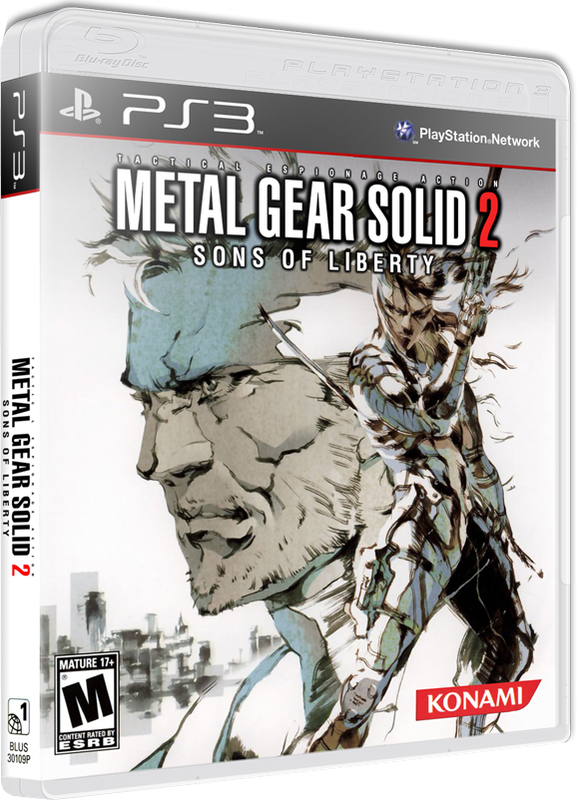 Blu-ray Disc
PLAYSTATION 3
PS3
PS3™
PlayStation®Network
TACTICAL ESPIONAGE ACTION
METAL GEAR SOLID 2
SONS OF LIBERTY
METAL GEAR SOLID 2
SONS OF LIBERTY
MATURE 17+
M®
CONTENT RATED BY
ESRB
KONAMI
1
BLUS
30109P